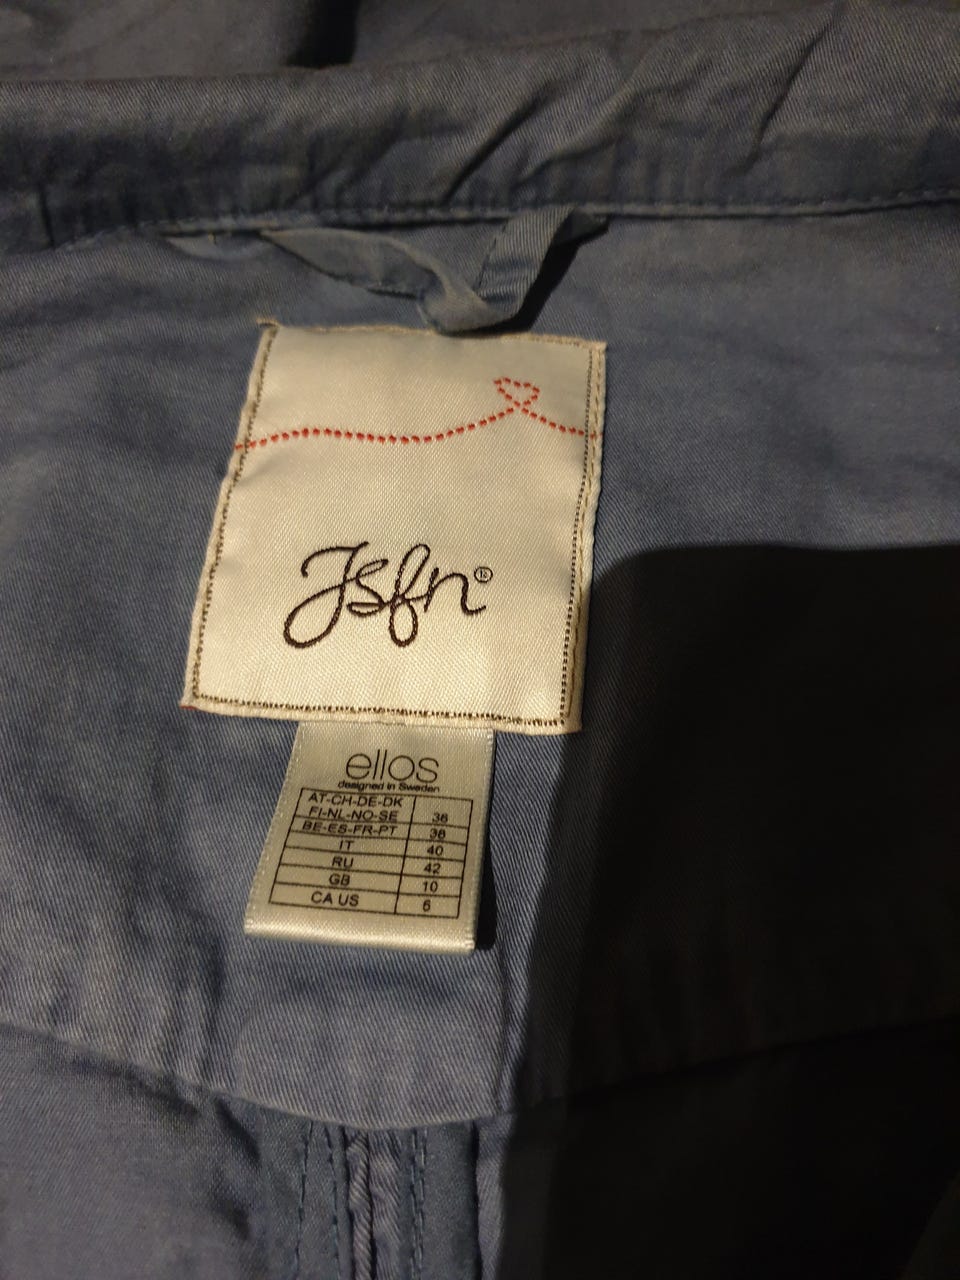 Jsfn®
ellos
designed in Sweden
AT-CH-DE-DK
FI-NL-NO-SE 36
BE-ES-FR-PT 38
IT 40
RU 42
GB 10
CA US 6